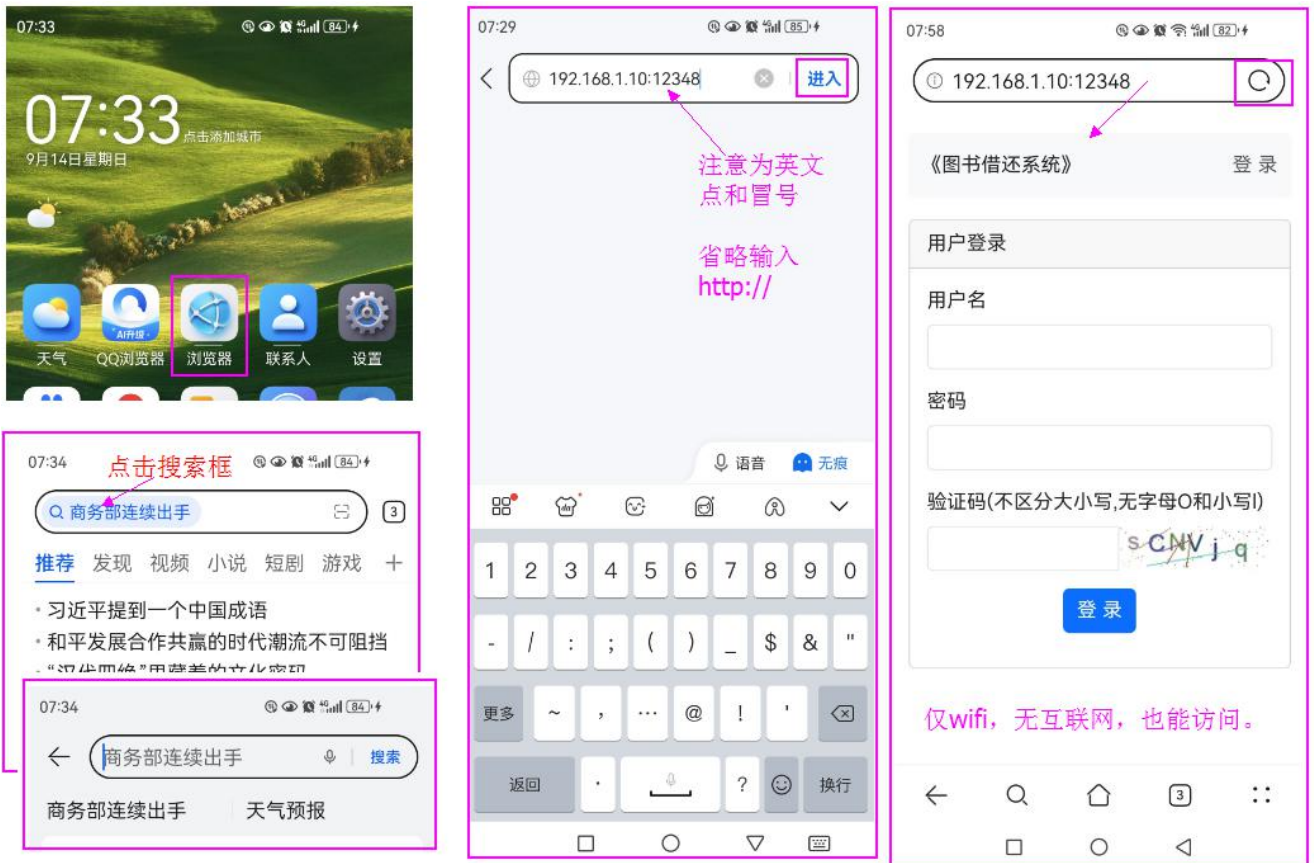 07:33
4G 84
07:33 点击添加城市
9月14日星期日
AI升级
天气 QQ浏览器 浏览器 联系人 设置
07:34 点击搜索框 4G 84
商务部连续出手 3
推荐 发现 视频 小说 短剧 游戏 +
·习近平提到一个中国成语
·和平发展合作共赢的时代潮流不可阻挡
07:34 4G 84
商务部连续出手 搜索
商务部连续出手 天气预报
07:29 4G 85
192.168.1.10:12348 进入
注意为英文
点和冒号
省略输入
http://
语音 无痕
1 2 3 4 5 6 7 8 9 0
- / : ; ( ) _ $ & "
更多 ~ , … @ ! '
返回 · ? 换行
07:58 4G 82
192.168.1.10:12348
《图书借还系统》 登 录
用户登录
用户名
密码
验证码(不区分大小写,无字母O和小写l)
s C N V j q
登 录
仅wifi，无互联网，也能访问。
3